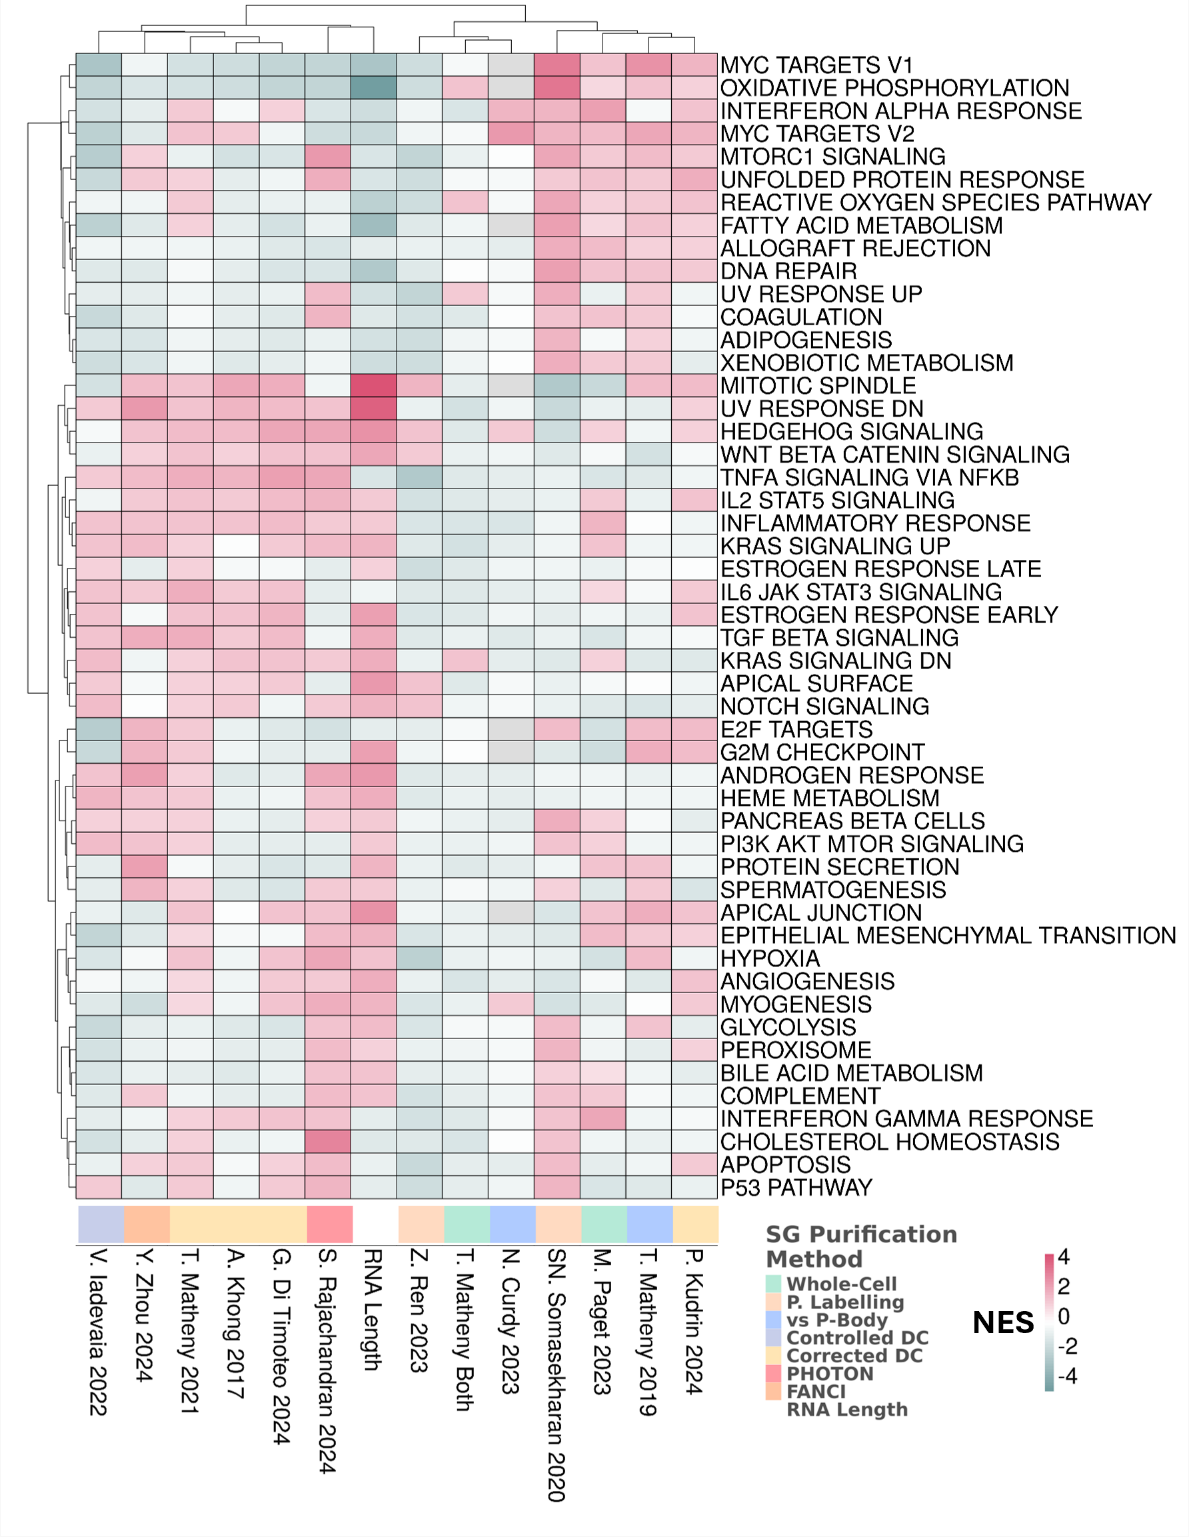 MYC TARGETS V1
OXIDATIVE PHOSPHORYLATION
INTERFERON ALPHA RESPONSE
MYC TARGETS V2
MTORC1 SIGNALING
UNFOLDED PROTEIN RESPONSE
REACTIVE OXYGEN SPECIES PATHWAY
FATTY ACID METABOLISM
ALLOGRAFT REJECTION
DNA REPAIR
UV RESPONSE UP
COAGULATION
ADIPOGENESIS
XENOBIOTIC METABOLISM
MITOTIC SPINDLE
UV RESPONSE DN
HEDGEHOG SIGNALING
WNT BETA CATENIN SIGNALING
TNFA SIGNALING VIA NFKB
IL2 STAT5 SIGNALING
INFLAMMATORY RESPONSE
KRAS SIGNALING UP
ESTROGEN RESPONSE LATE
IL6 JAK STAT3 SIGNALING
ESTROGEN RESPONSE EARLY
TGF BETA SIGNALING
KRAS SIGNALING DN
APICAL SURFACE
NOTCH SIGNALING
E2F TARGETS
G2M CHECKPOINT
ANDROGEN RESPONSE
HEME METABOLISM
PANCREAS BETA CELLS
PI3K AKT MTOR SIGNALING
PROTEIN SECRETION
SPERMATOGENESIS
APICAL JUNCTION
EPITHELIAL MESENCHYMAL TRANSITION
HYPOXIA
ANGIOGENESIS
MYOGENESIS
GLYCOLYSIS
PEROXISOME
BILE ACID METABOLISM
COMPLEMENT
INTERFERON GAMMA RESPONSE
CHOLESTEROL HOMEOSTASIS
APOPTOSIS
P53 PATHWAY
V. Iadevaia 2022
Y. Zhou 2024
T. Matheny 2021
A. Khong 2017
G. Di Timoteo 2024
S. Rajachandran 2024
RNA Length
Z. Ren 2023
T. Matheny Both
N. Curdy 2023
SN. Somasekharan 2020
M. Paget 2023
T. Matheny 2019
P. Kudrin 2024
SG Purification
Method
Whole-Cell
P. Labelling
vs P-Body
Controlled DC
Corrected DC
PHOTON
FANCI
RNA Length
NES
4
2
0
-2
-4